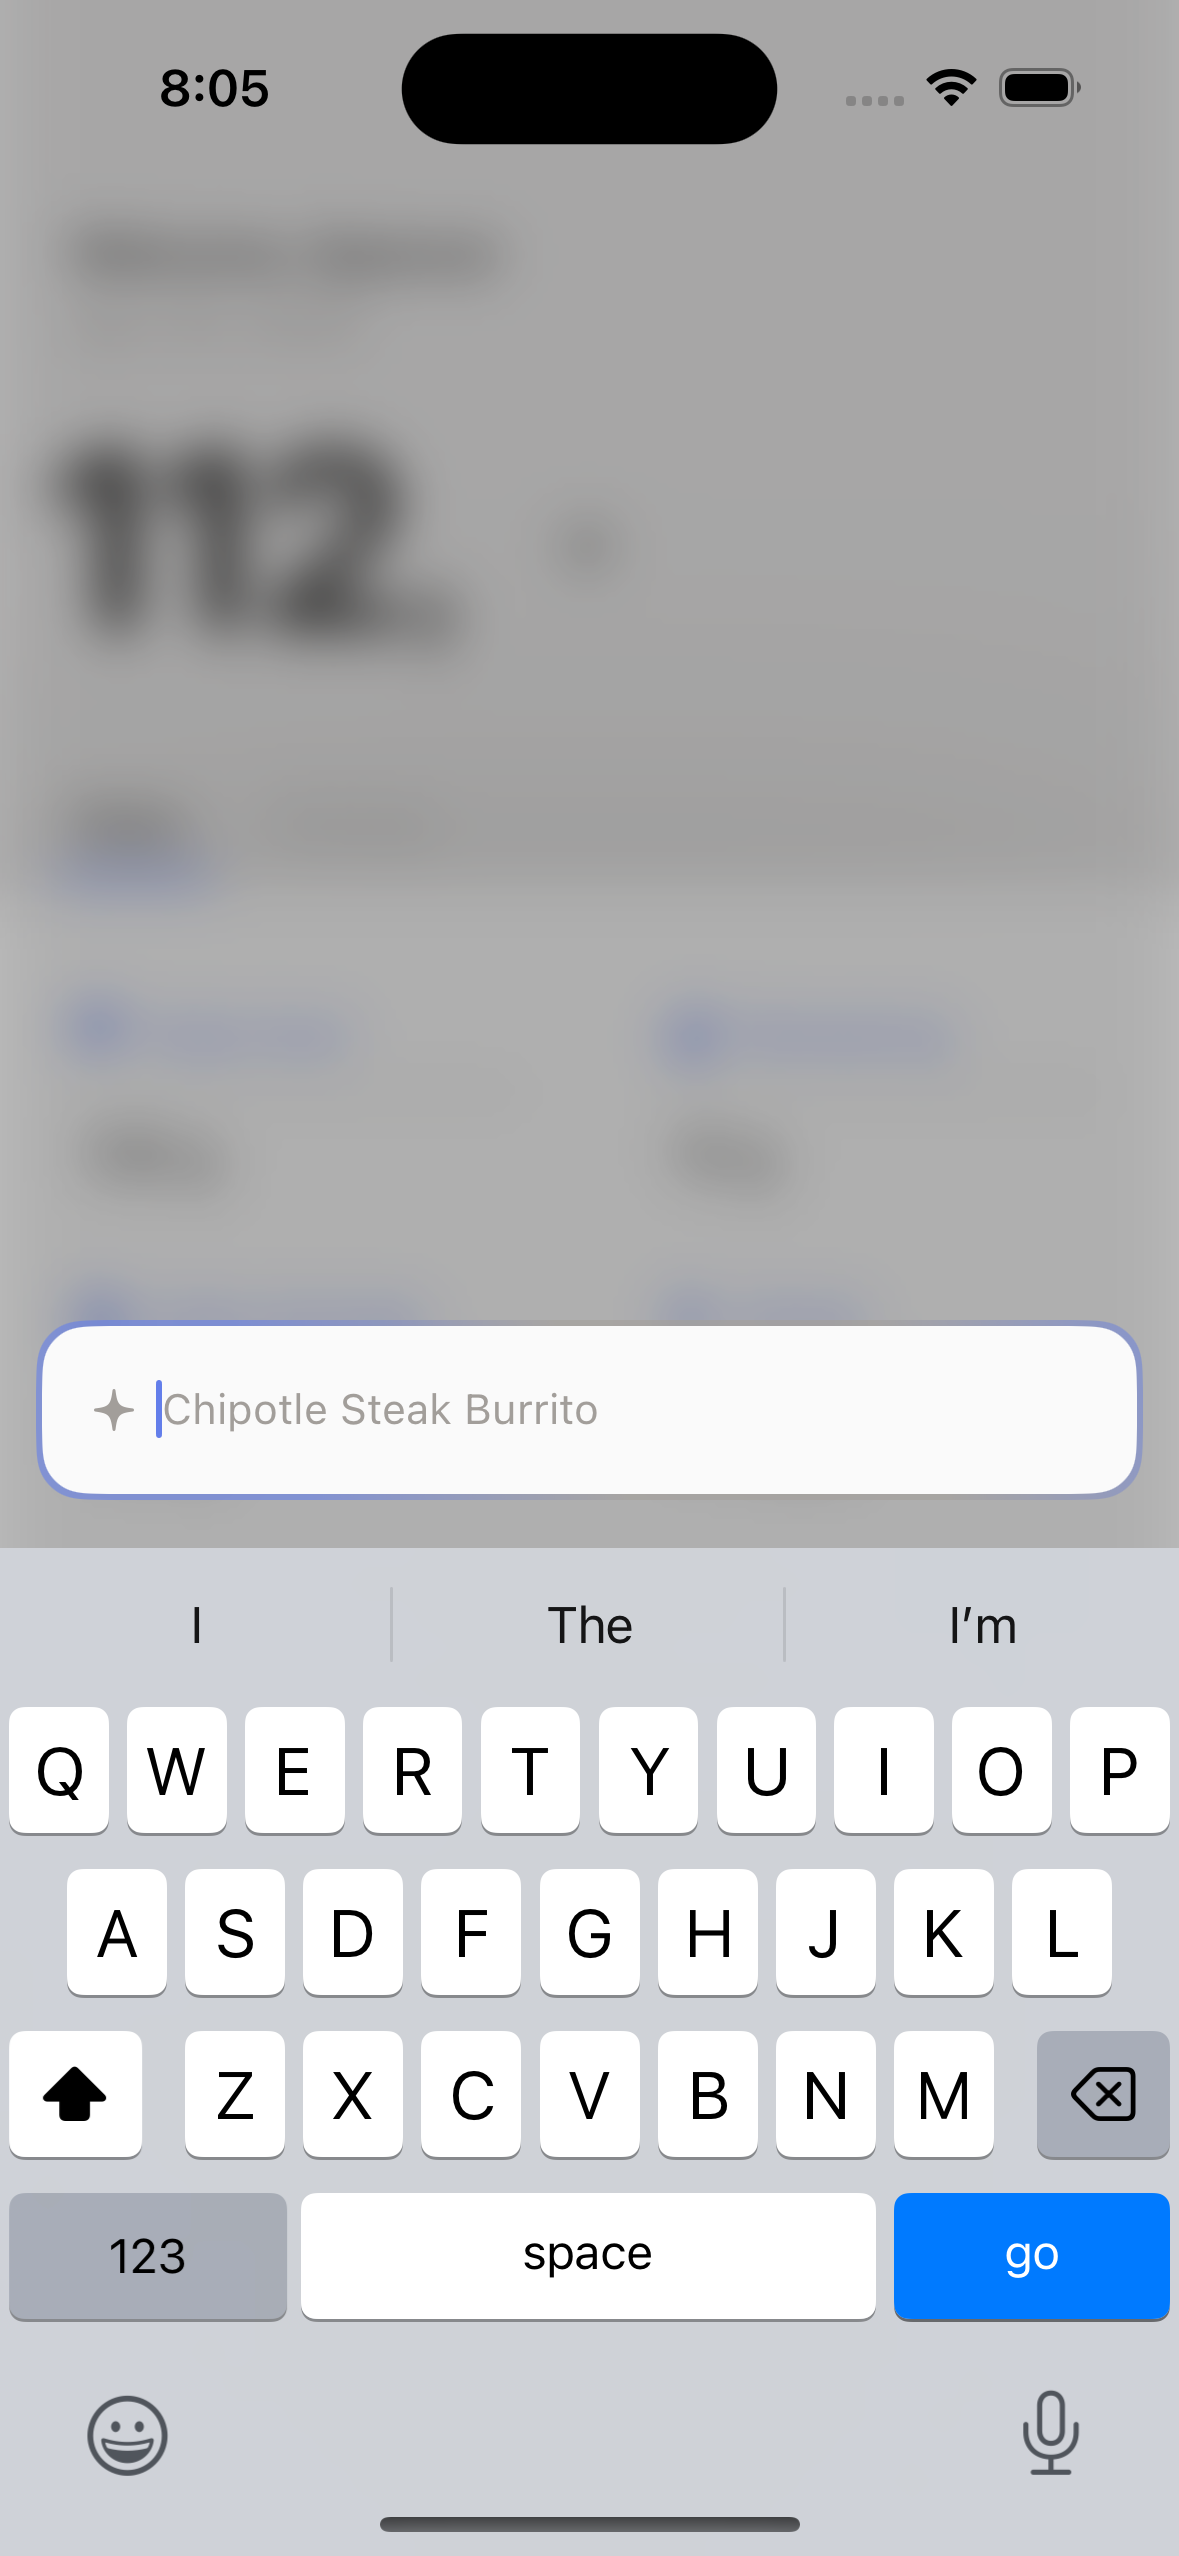 8:05
112
Chipotle Steak Burrito
I The I’m
Q W E R T Y U I O P
A S D F G H J K L
Z X C V B N M
123 space go